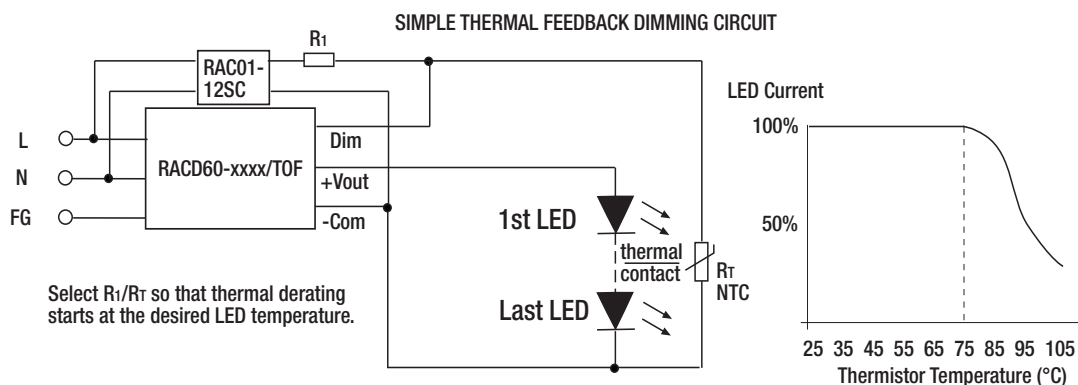 SIMPLE THERMAL FEEDBACK DIMMING CIRCUIT
R1
RAC01-
12SC
L
N
FG
RACD60-xxxx/TOF
Dim
+Vout
-Com
1st LED
thermal
contact
RT
NTC
Last LED
Select R1/RT so that thermal derating
starts at the desired LED temperature.
LED Current
100%
50%
25 35 45 55 65 75 85 95 105
Thermistor Temperature (°C)